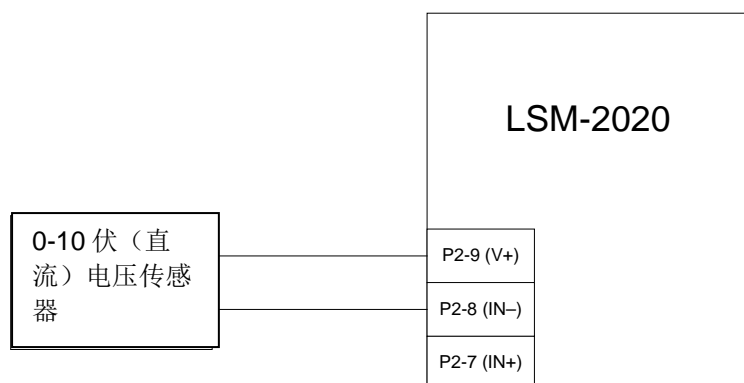 LSM-2020
0-10 伏（直
流）电压传感
器
P2-9 (V+)
P2-8 (IN–)
P2-7 (IN+)